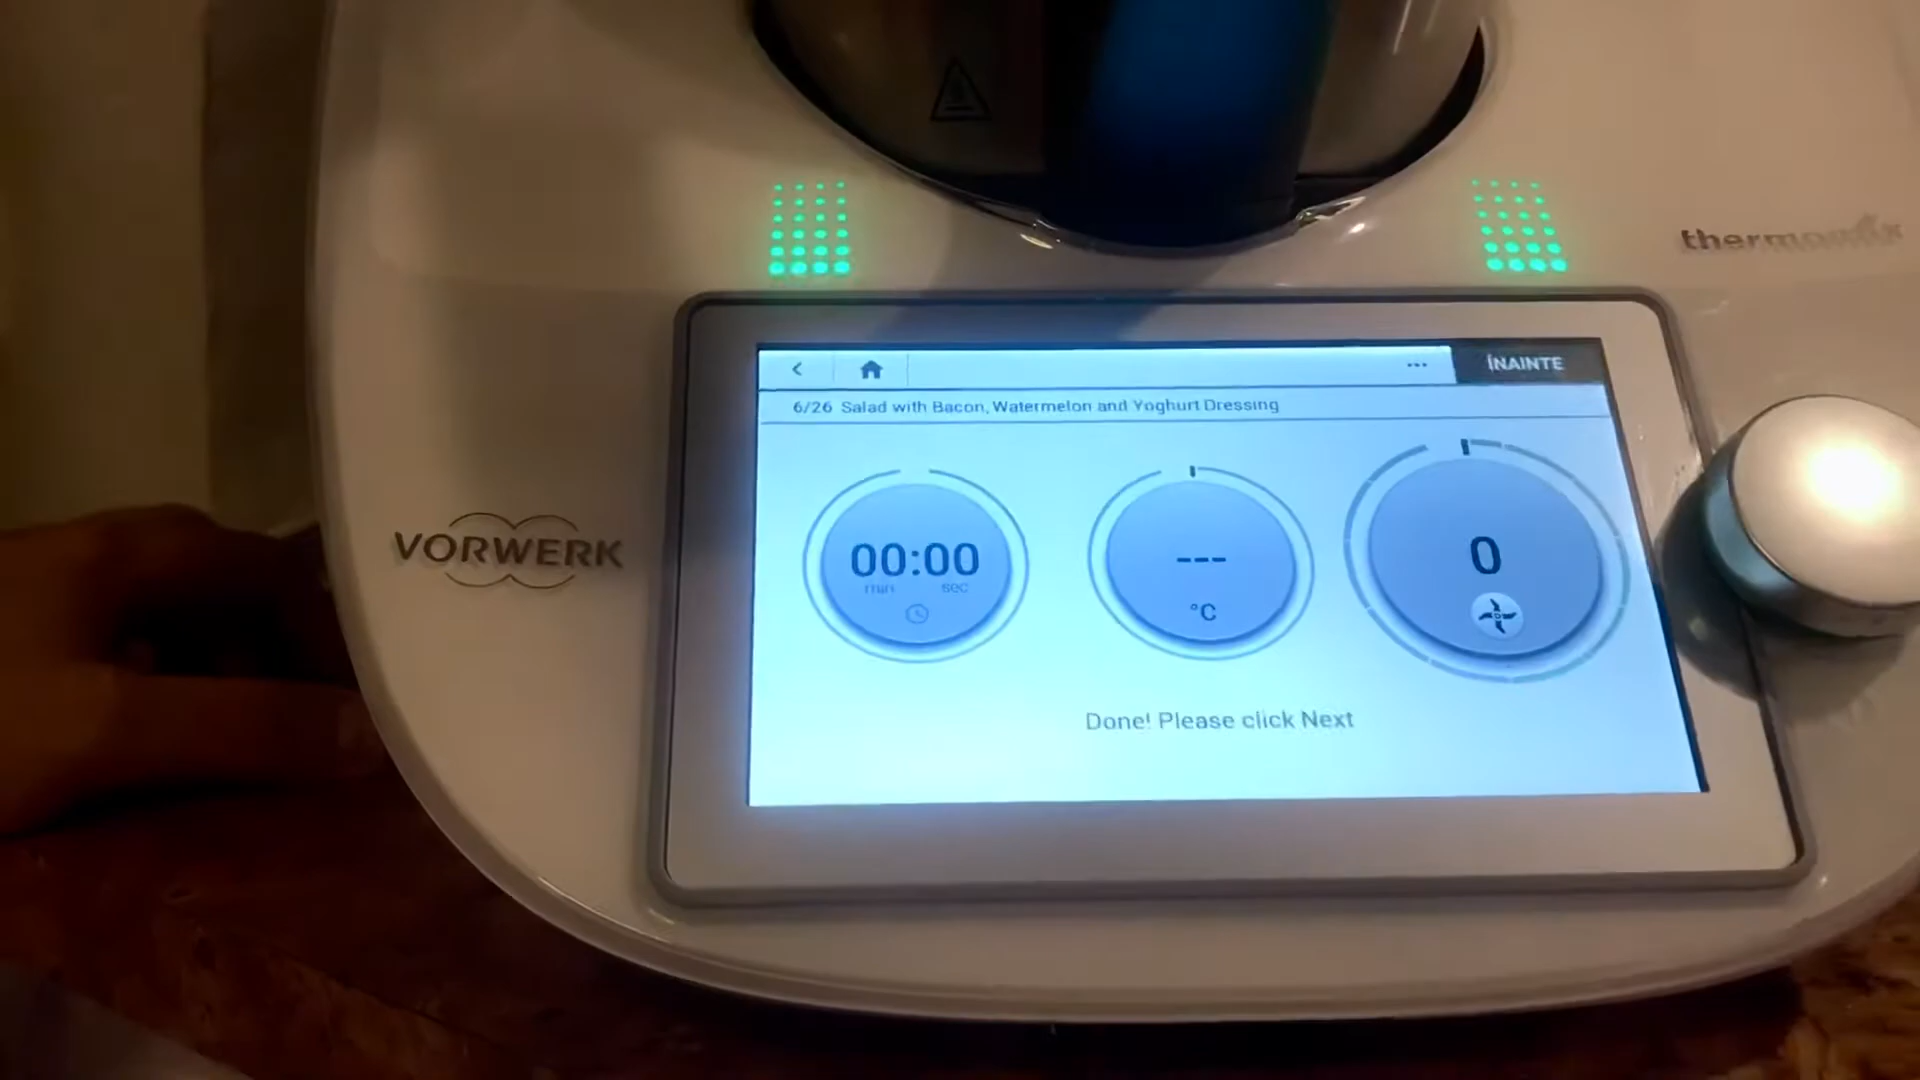 thermomix
ÎNAINTE
6/26 Salad with Bacon, Watermelon and Yoghurt Dressing
VORWERK
00:00
min sec
---
°C
0
Done! Please click Next